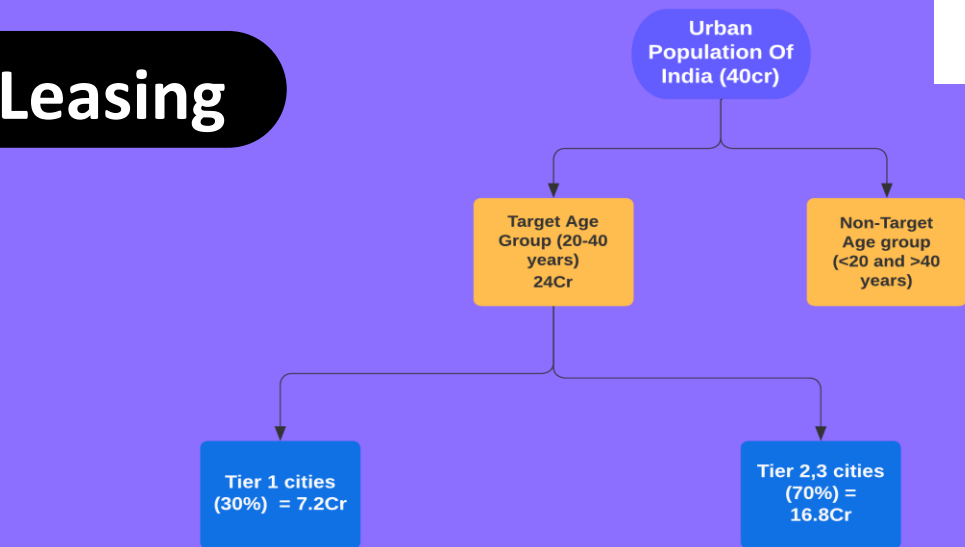 Leasing
Urban
Population Of
India (40cr)
Target Age
Group (20-40
years)
24Cr
Non-Target
Age group
(<20 and >40
years)
Tier 1 cities
(30%) = 7.2Cr
Tier 2,3 cities
(70%) =
16.8Cr